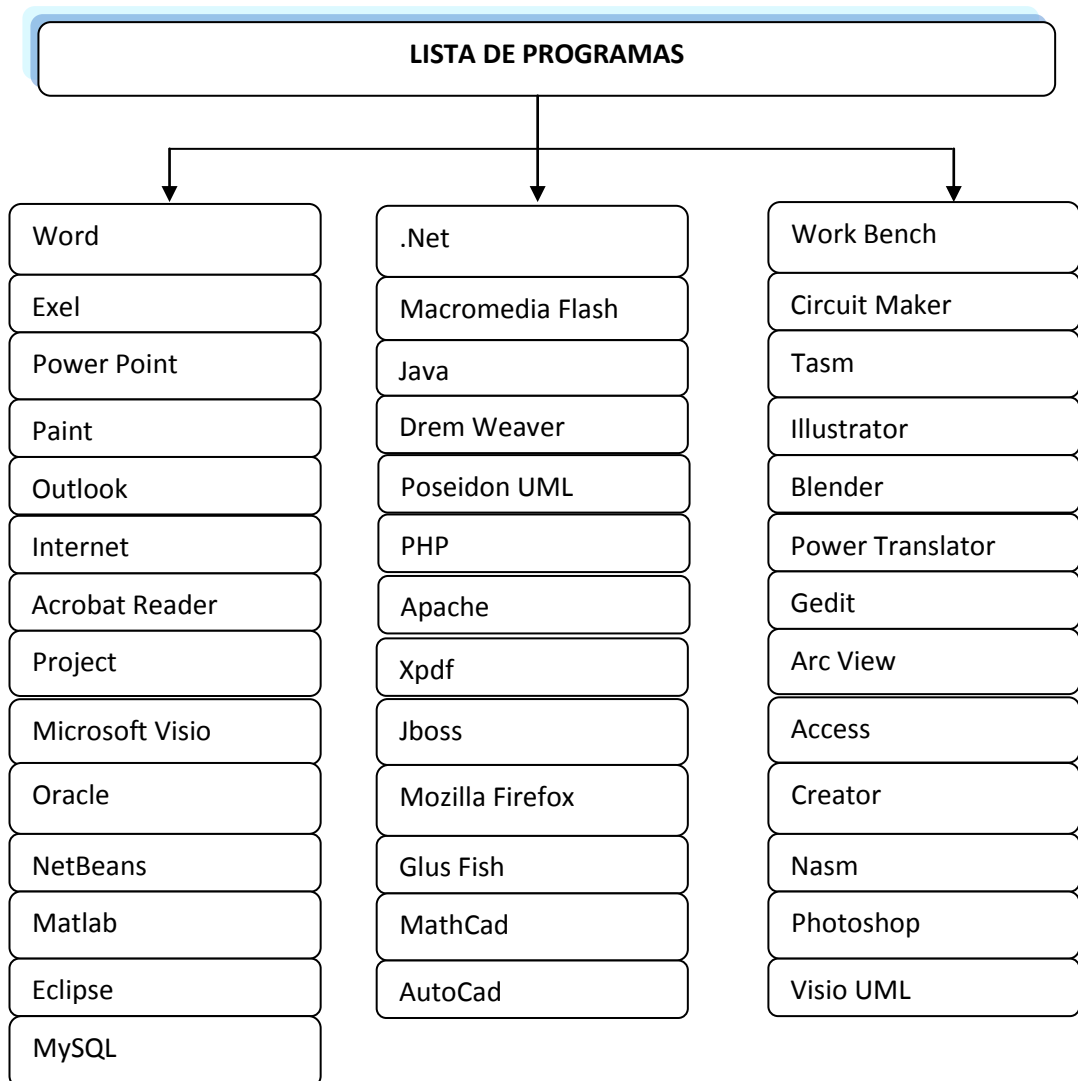 LISTA DE PROGRAMAS
Word
Exel
Power Point
Paint
Outlook
Internet
Acrobat Reader
Project
Microsoft Visio
Oracle
NetBeans
Matlab
Eclipse
MySQL
.Net
Macromedia Flash
Java
Drem Weaver
Poseidon UML
PHP
Apache
Xpdf
Jboss
Mozilla Firefox
Glus Fish
MathCad
AutoCad
Work Bench
Circuit Maker
Tasm
Illustrator
Blender
Power Translator
Gedit
Arc View
Access
Creator
Nasm
Photoshop
Visio UML